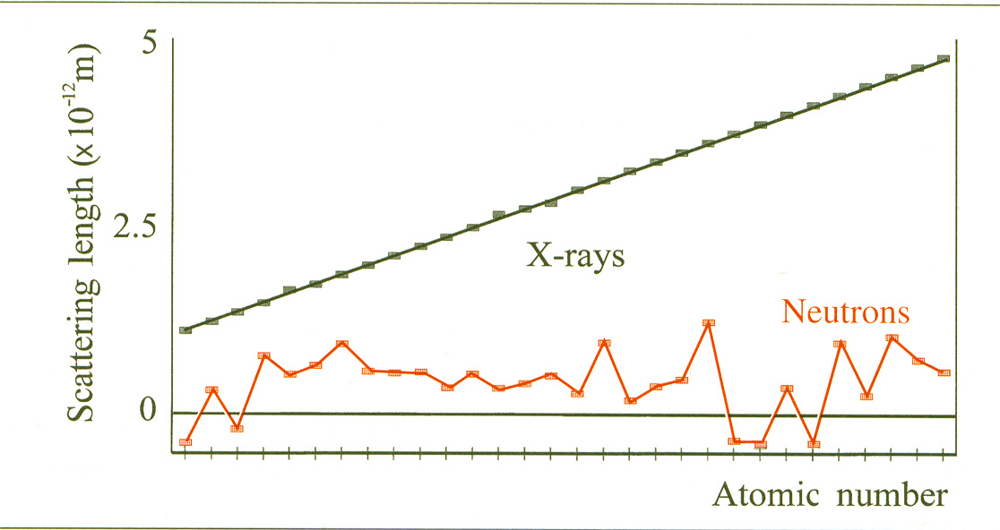 Scattering length (x 10⁻¹² m)
5
2.5
0
X-rays
Neutrons
Atomic number